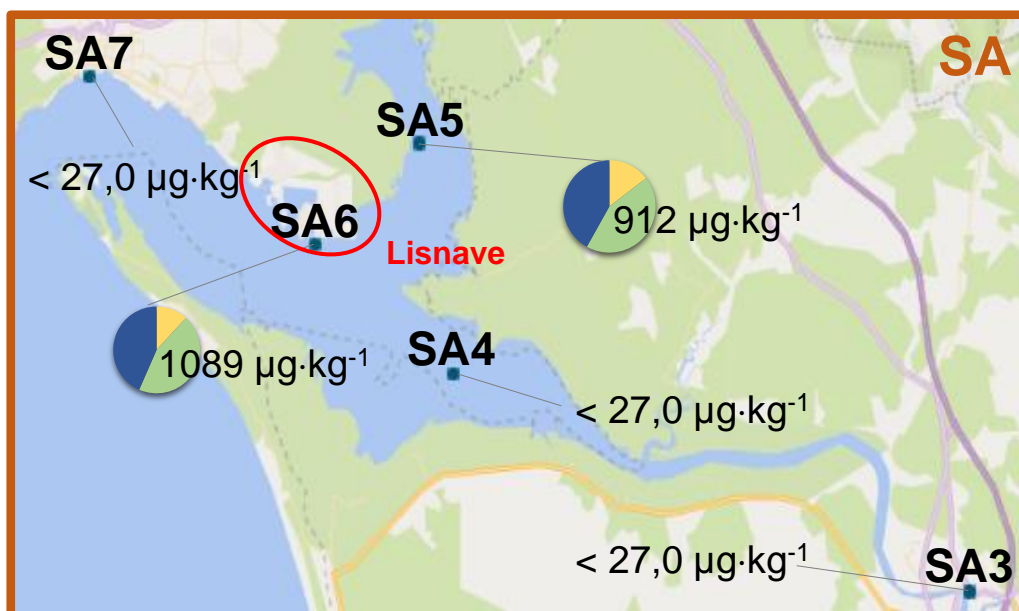 SA
SA7
SA5
< 27,0 µg·kg⁻¹
912 µg·kg⁻¹
SA6
Lisnave
SA4
1089 µg·kg⁻¹
< 27,0 µg·kg⁻¹
< 27,0 µg·kg⁻¹
SA3